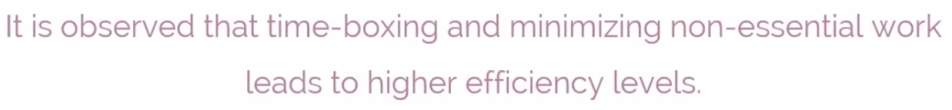 It is observed that time-boxing and minimizing non-essential work
leads to higher efficiency levels.